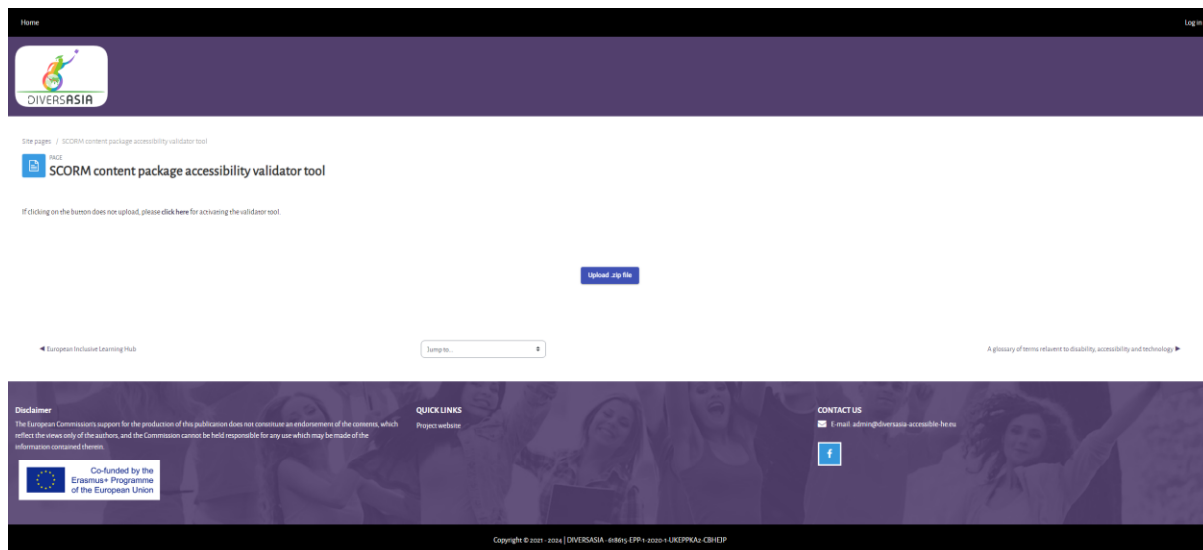 Home
Log in
DIVERSASIA
Site pages / SCORM content package accessibility validator tool
PAGE
SCORM content package accessibility validator tool
If clicking on the button does not upload, please click here for activating the validator tool.
Upload .zip file
◄ European Inclusive Learning Hub
Jump to...
A glossary of terms relavent to disability, accessibility and technology ►
Disclaimer
The European Commission's support for the production of this publication does not constitute an endorsement of the contents, which
reflect the views only of the authors, and the Commission cannot be held responsible for any use which may be made of the
information contained therein.
Co-funded by the
Erasmus+ Programme
of the European Union
QUICK LINKS
Project website
CONTACT US
E-mail: admin@diversasia-accessible-he.eu
f
Copyright © 2021 - 2024 | DIVERSASIA - 618615-EPP-1-2020-1-UKEPPKA2-CBHEJP